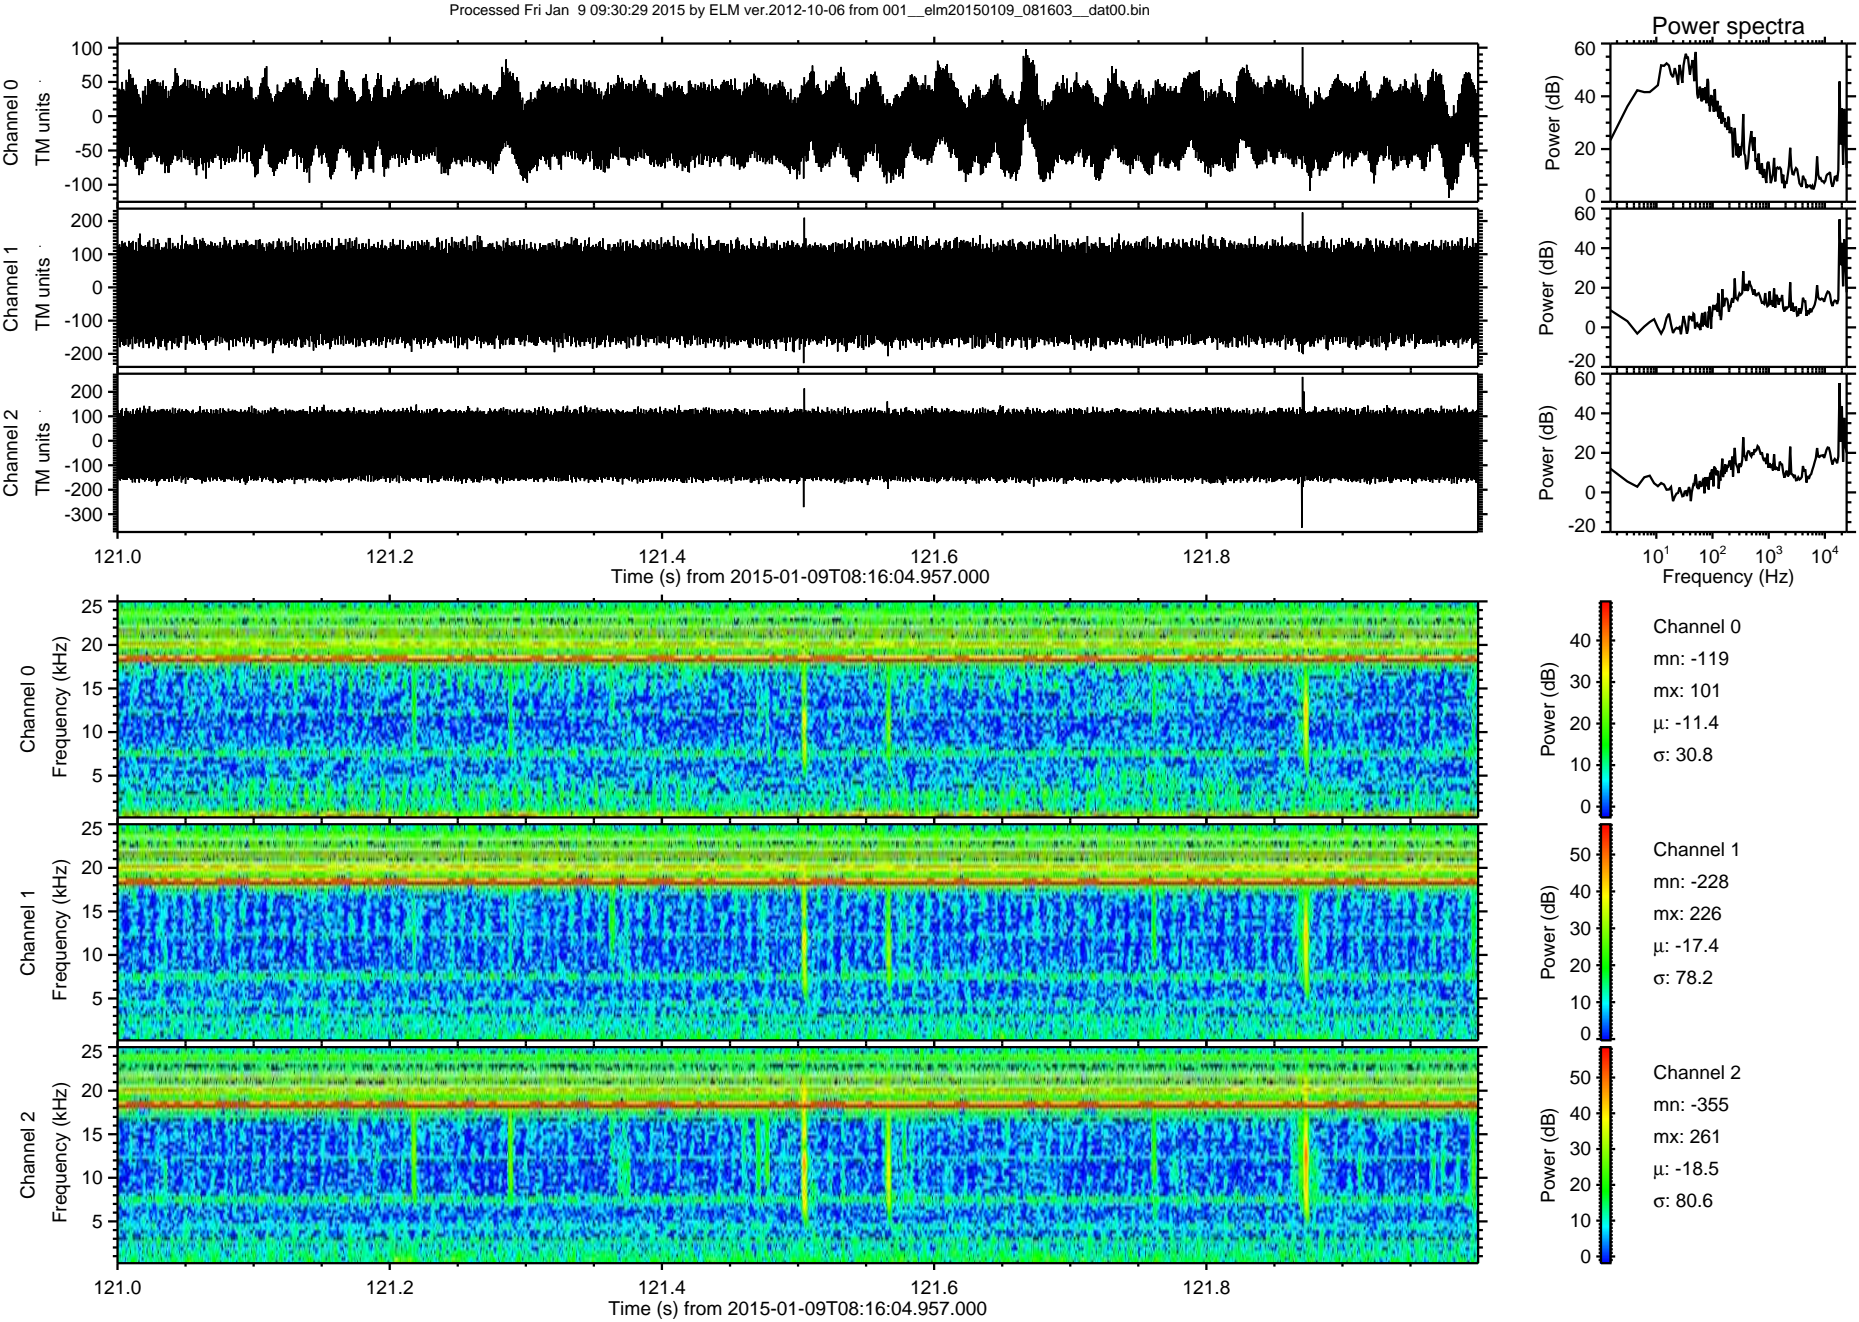 Processed Fri Jan  9 09:30:29 2015 by ELM ver.2012-10-06 from 001__elm20150109_081603__dat00.bin
Power spectra
Channel 0
TM units
100
50
0
-50
-100
Power (dB)
60
40
20
0
Channel 1
TM units
200
100
0
-100
-200
Power (dB)
60
40
20
0
-20
Channel 2
TM units
200
100
0
-100
-200
-300
Power (dB)
60
40
20
0
-20
121.0 121.2 121.4 121.6 121.8
Time (s) from 2015-01-09T08:16:04.957.000
10¹ 10² 10³ 10⁴
Frequency (Hz)
Channel 0
Frequency (kHz)
25
20
15
10
5
Power (dB)
40
30
20
10
0
Channel 0
mn: -119
mx: 101
μ: -11.4
σ: 30.8
Channel 1
Frequency (kHz)
25
20
15
10
5
Power (dB)
50
40
30
20
10
0
Channel 1
mn: -228
mx: 226
μ: -17.4
σ: 78.2
Channel 2
Frequency (kHz)
25
20
15
10
5
Power (dB)
50
40
30
20
10
0
Channel 2
mn: -355
mx: 261
μ: -18.5
σ: 80.6
121.0 121.2 121.4 121.6 121.8
Time (s) from 2015-01-09T08:16:04.957.000